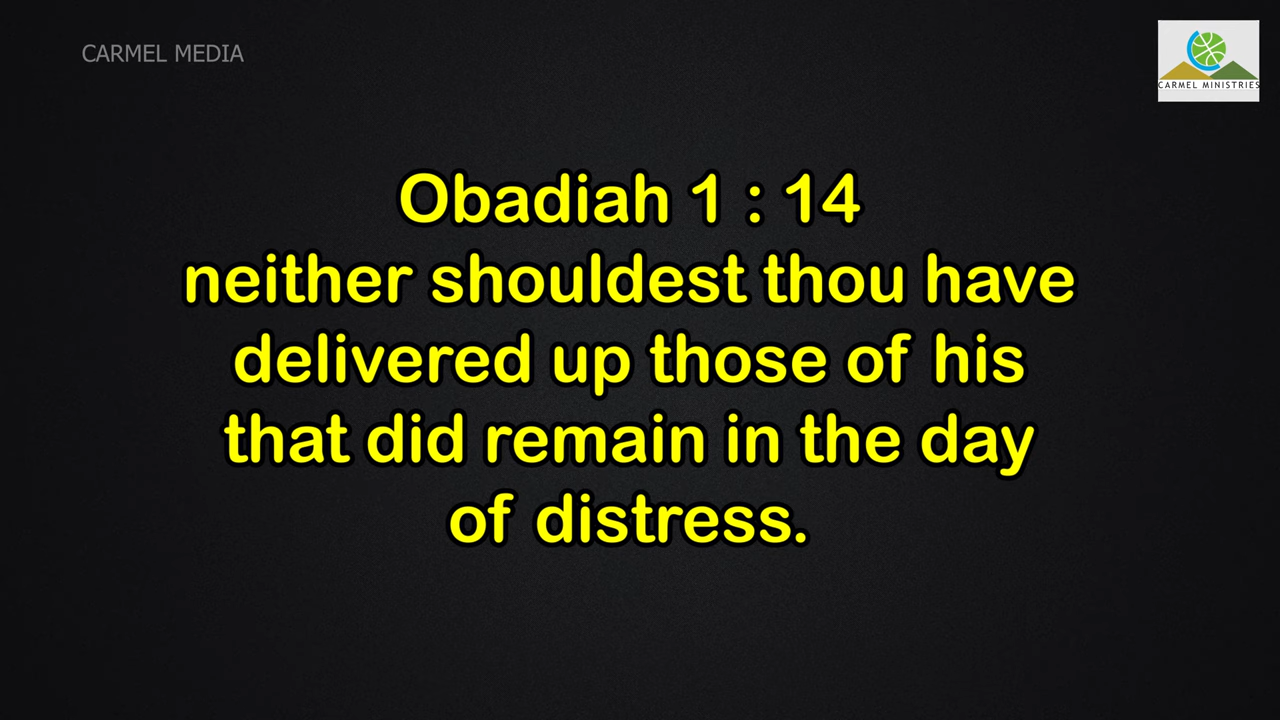 CARMEL MEDIA
CARMEL MINISTRIES
Obadiah 1 : 14
neither shouldest thou have
delivered up those of his
that did remain in the day
of distress.